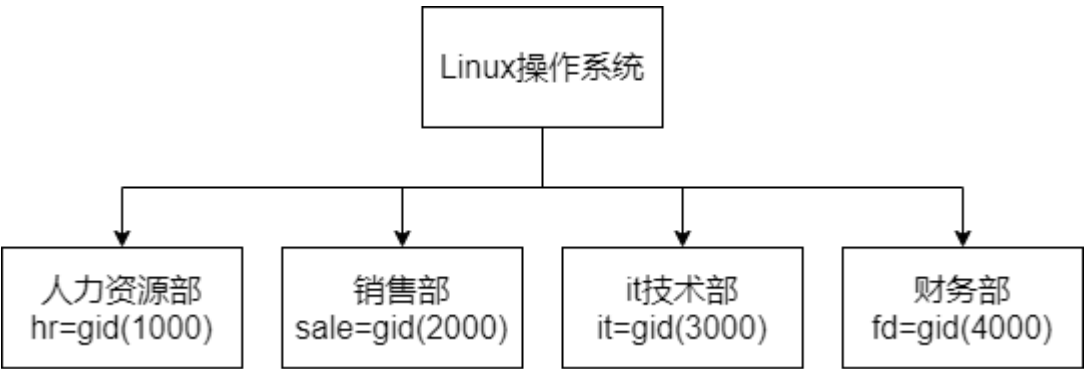 Linux操作系统
人力资源部
hr=gid(1000)
销售部
sale=gid(2000)
it技术部
it=gid(3000)
财务部
fd=gid(4000)